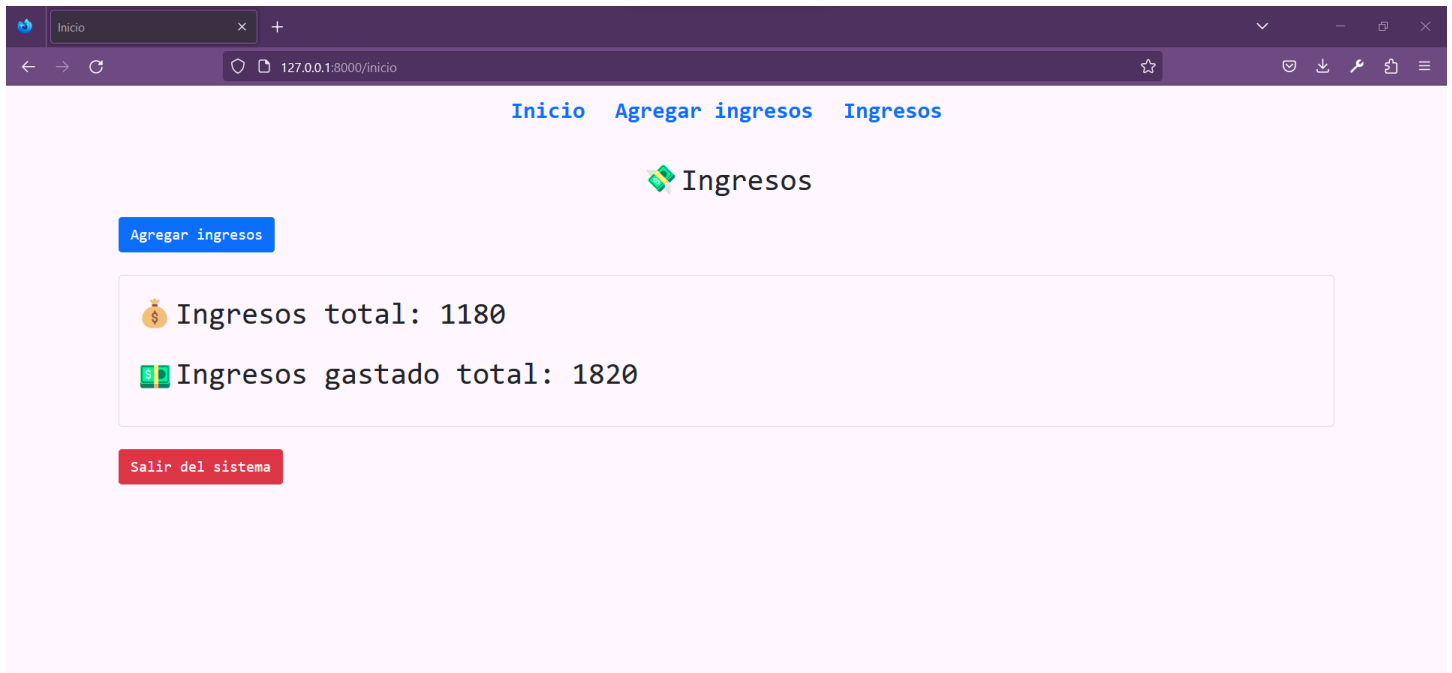 Inicio
127.0.0.1:8000/inicio
Inicio Agregar ingresos Ingresos
Ingresos
Agregar ingresos
Ingresos total: 1180
Ingresos gastado total: 1820
Salir del sistema